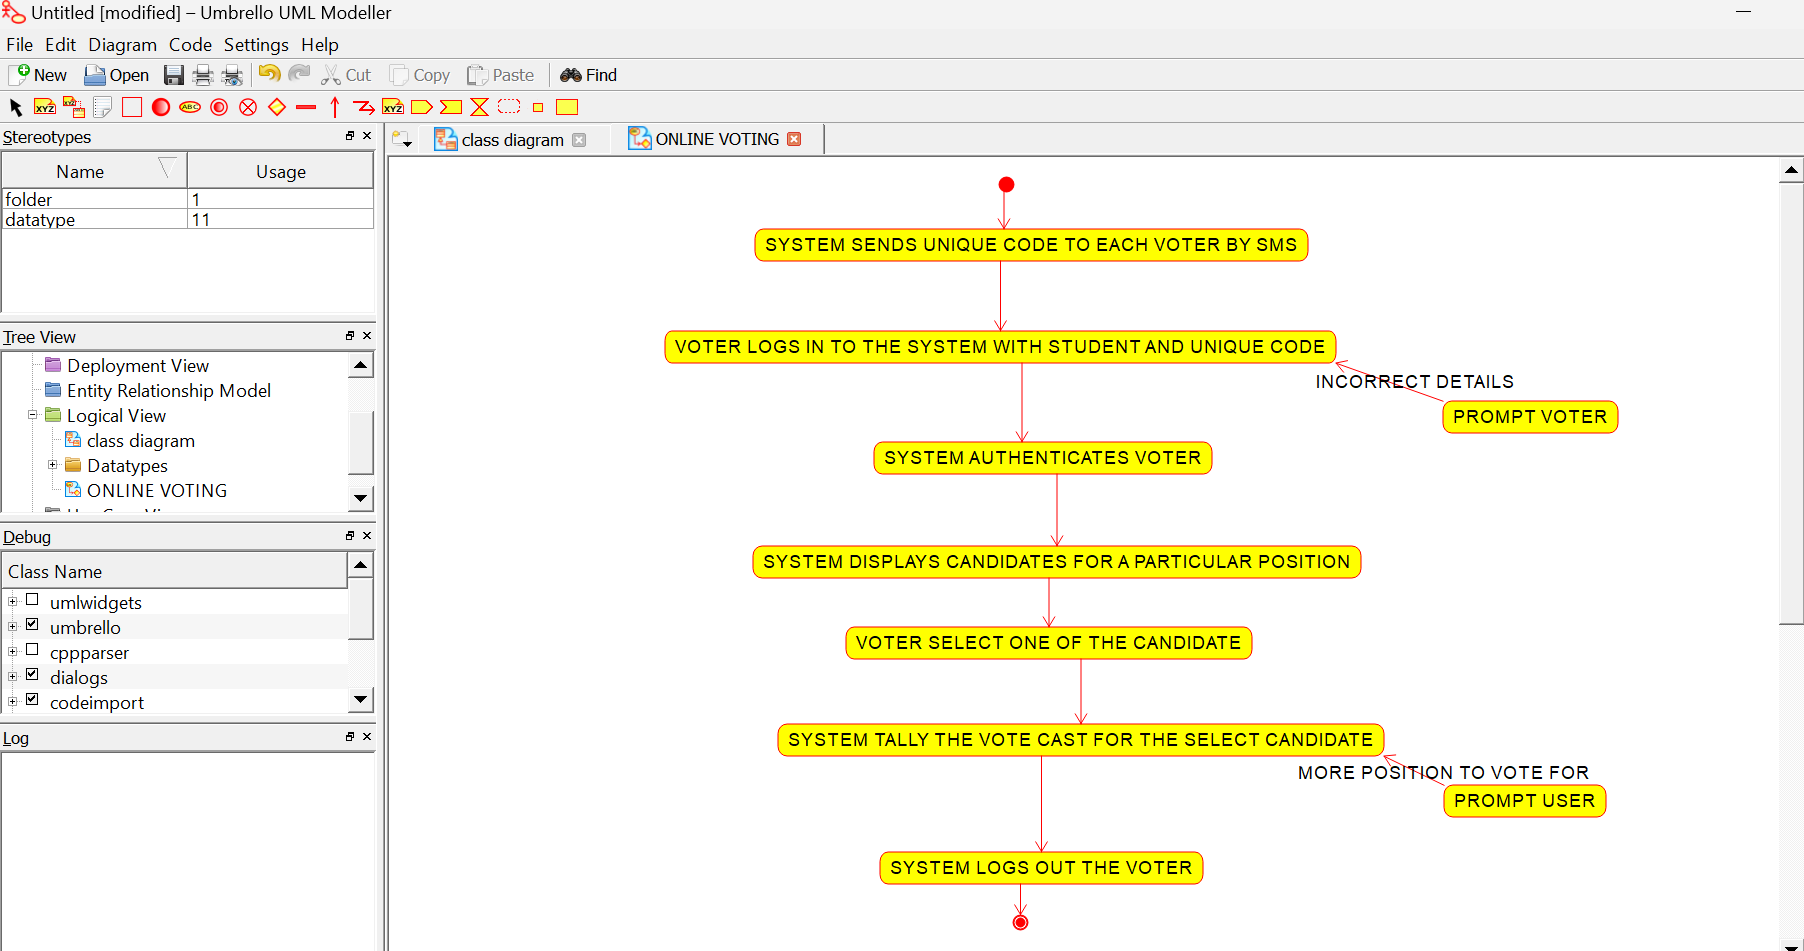 Untitled [modified] – Umbrello UML Modeller
File Edit Diagram Code Settings Help
New Open Cut Copy Paste Find
XYZ XYZ ABC XYZ
Stereotypes
class diagram ONLINE VOTING
Name Usage
folder 1
datatype 11
Tree View
Deployment View
Entity Relationship Model
Logical View
class diagram
Datatypes
ONLINE VOTING
Debug
Class Name
umlwidgets
umbrello
cppparser
dialogs
codeimport
Log
SYSTEM SENDS UNIQUE CODE TO EACH VOTER BY SMS
VOTER LOGS IN TO THE SYSTEM WITH STUDENT AND UNIQUE CODE
INCORRECT DETAILS
PROMPT VOTER
SYSTEM AUTHENTICATES VOTER
SYSTEM DISPLAYS CANDIDATES FOR A PARTICULAR POSITION
VOTER SELECT ONE OF THE CANDIDATE
SYSTEM TALLY THE VOTE CAST FOR THE SELECT CANDIDATE
MORE POSITION TO VOTE FOR
PROMPT USER
SYSTEM LOGS OUT THE VOTER